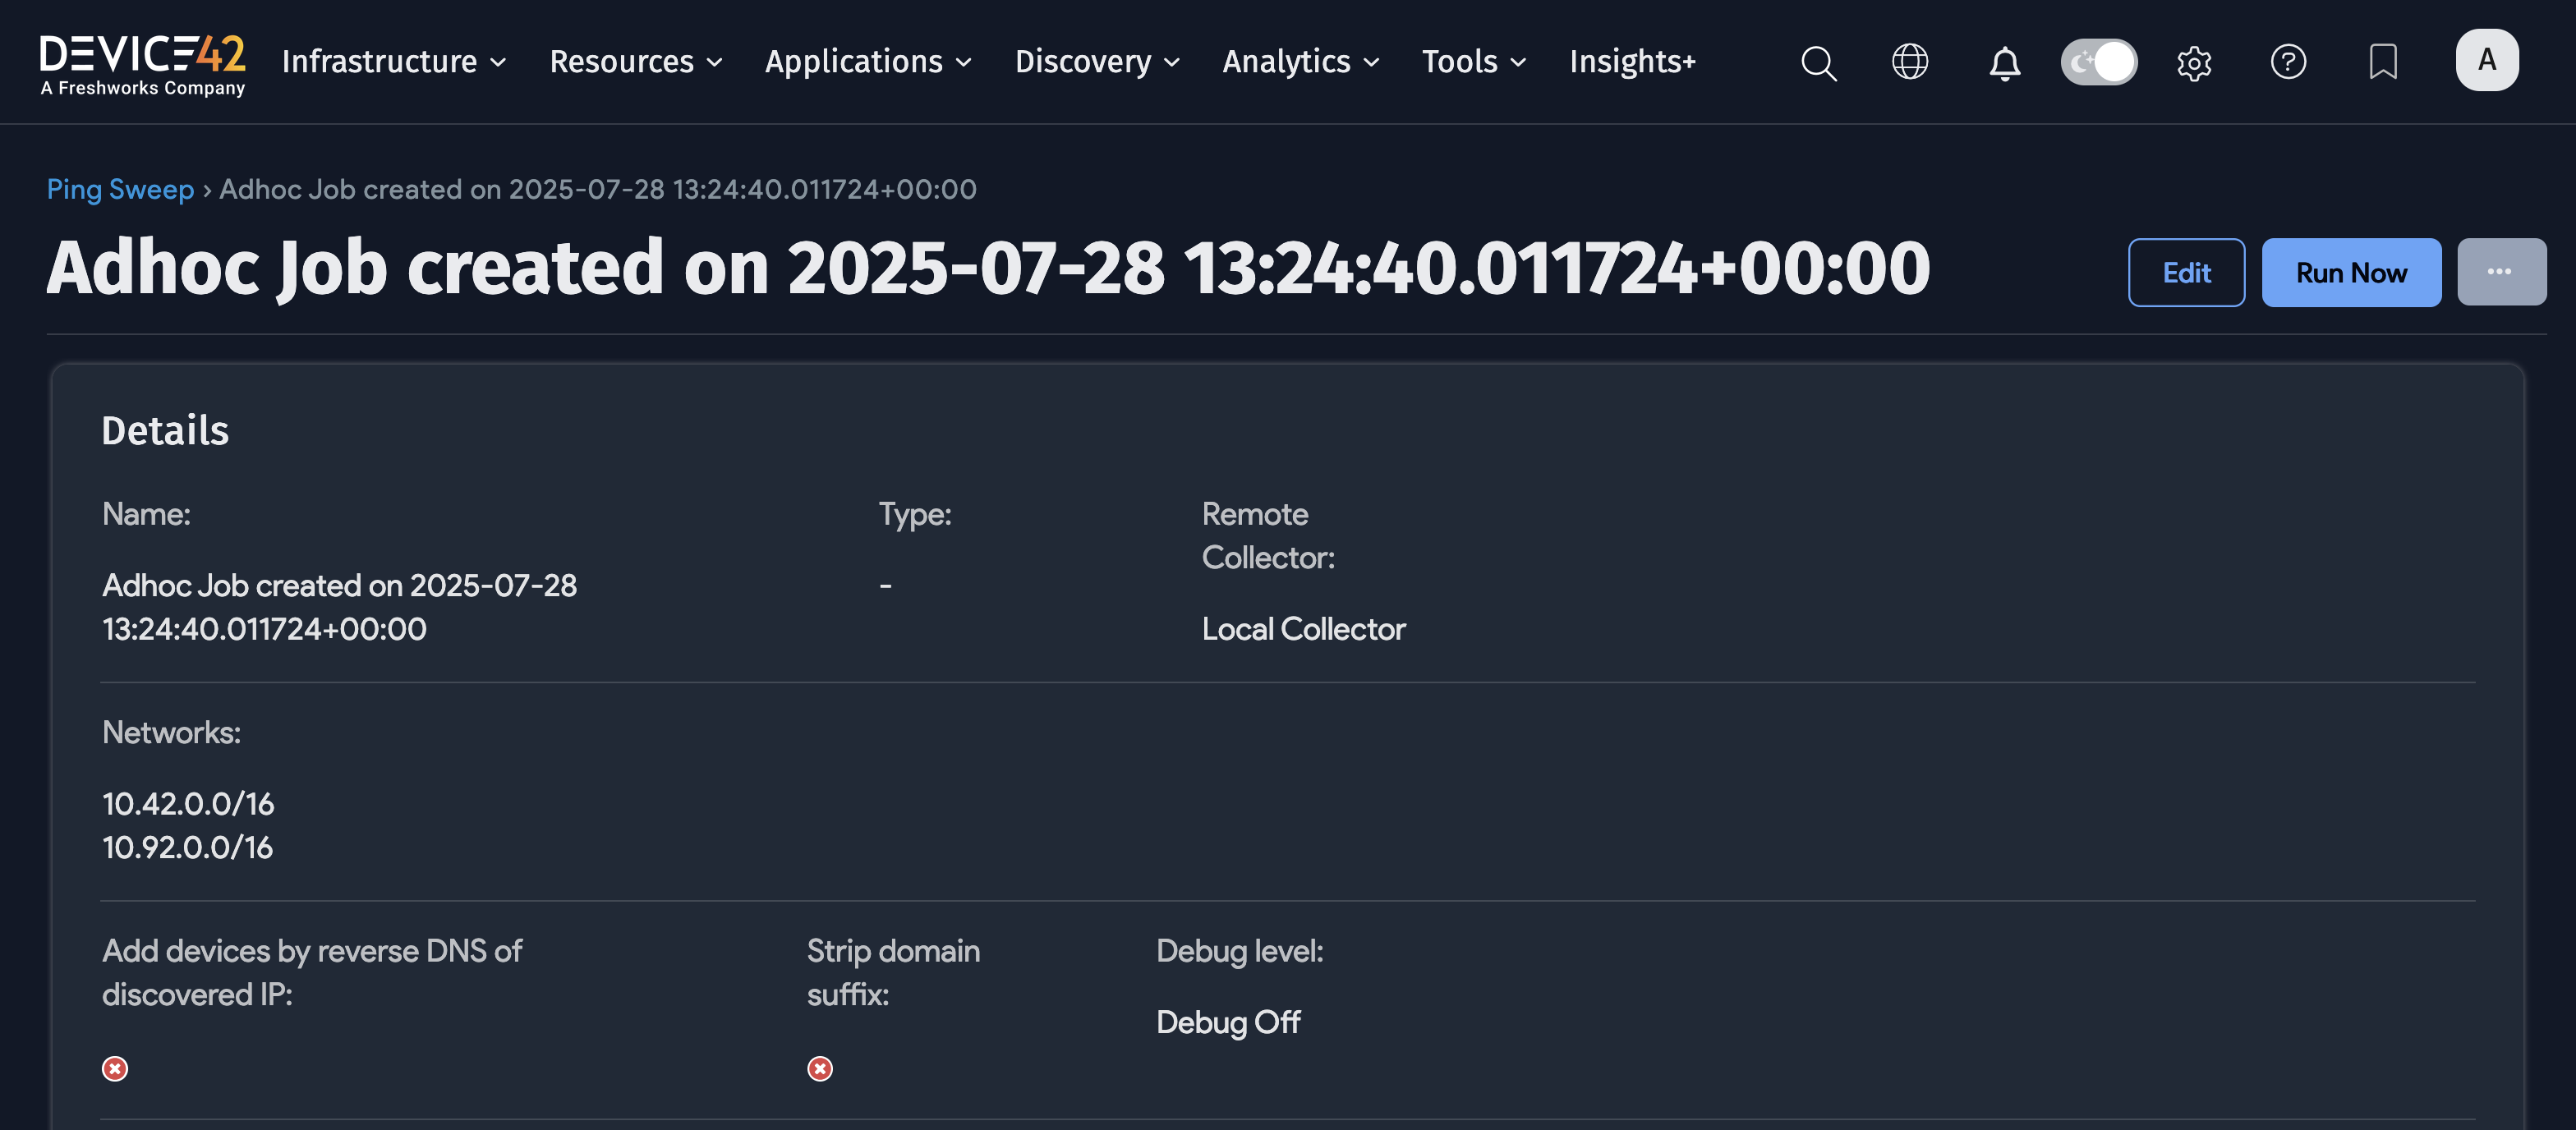 DEVICE42
A Freshworks Company
Infrastructure Resources Applications Discovery Analytics Tools Insights+
A
Ping Sweep › Adhoc Job created on 2025-07-28 13:24:40.011724+00:00
Adhoc Job created on 2025-07-28 13:24:40.011724+00:00
Edit Run Now ...
Details
Name:
Adhoc Job created on 2025-07-28
13:24:40.011724+00:00
Type:
-
Remote
Collector:
Local Collector
Networks:
10.42.0.0/16
10.92.0.0/16
Add devices by reverse DNS of
discovered IP:
Strip domain
suffix:
Debug level:
Debug Off